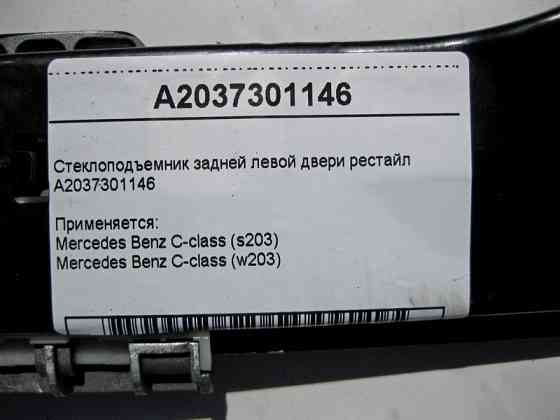 A2037301146
Стеклоподъемник задней левой двери рестайл
A2037301146
Применяется:
Mercedes Benz C-class (s203)
Mercedes Benz C-class (w203)